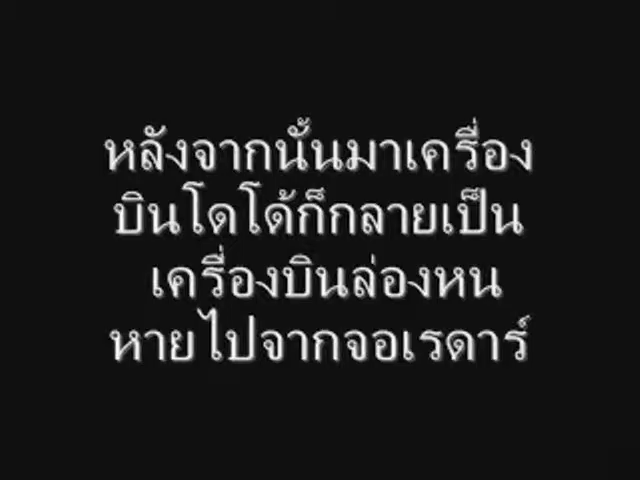 หลังจากนั้นมาเครื่อง
บินโดโด้ก็กลายเป็น
เครื่องบินล่องหน
หายไปจากจอเรดาร์